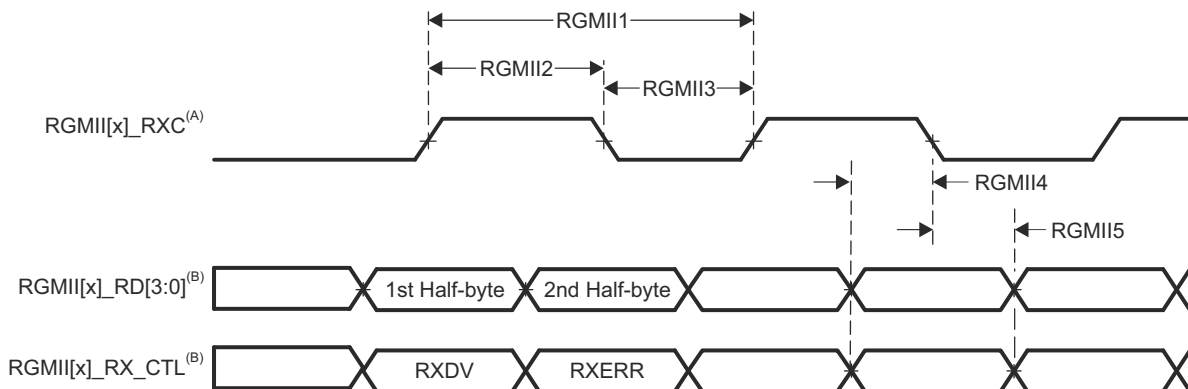 RGMII1
RGMII2
RGMII3
RGMII[x]_RXC(A)
RGMII4
RGMII5
RGMII[x]_RD[3:0](B)
1st Half-byte
2nd Half-byte
RGMII[x]_RX_CTL(B)
RXDV
RXERR